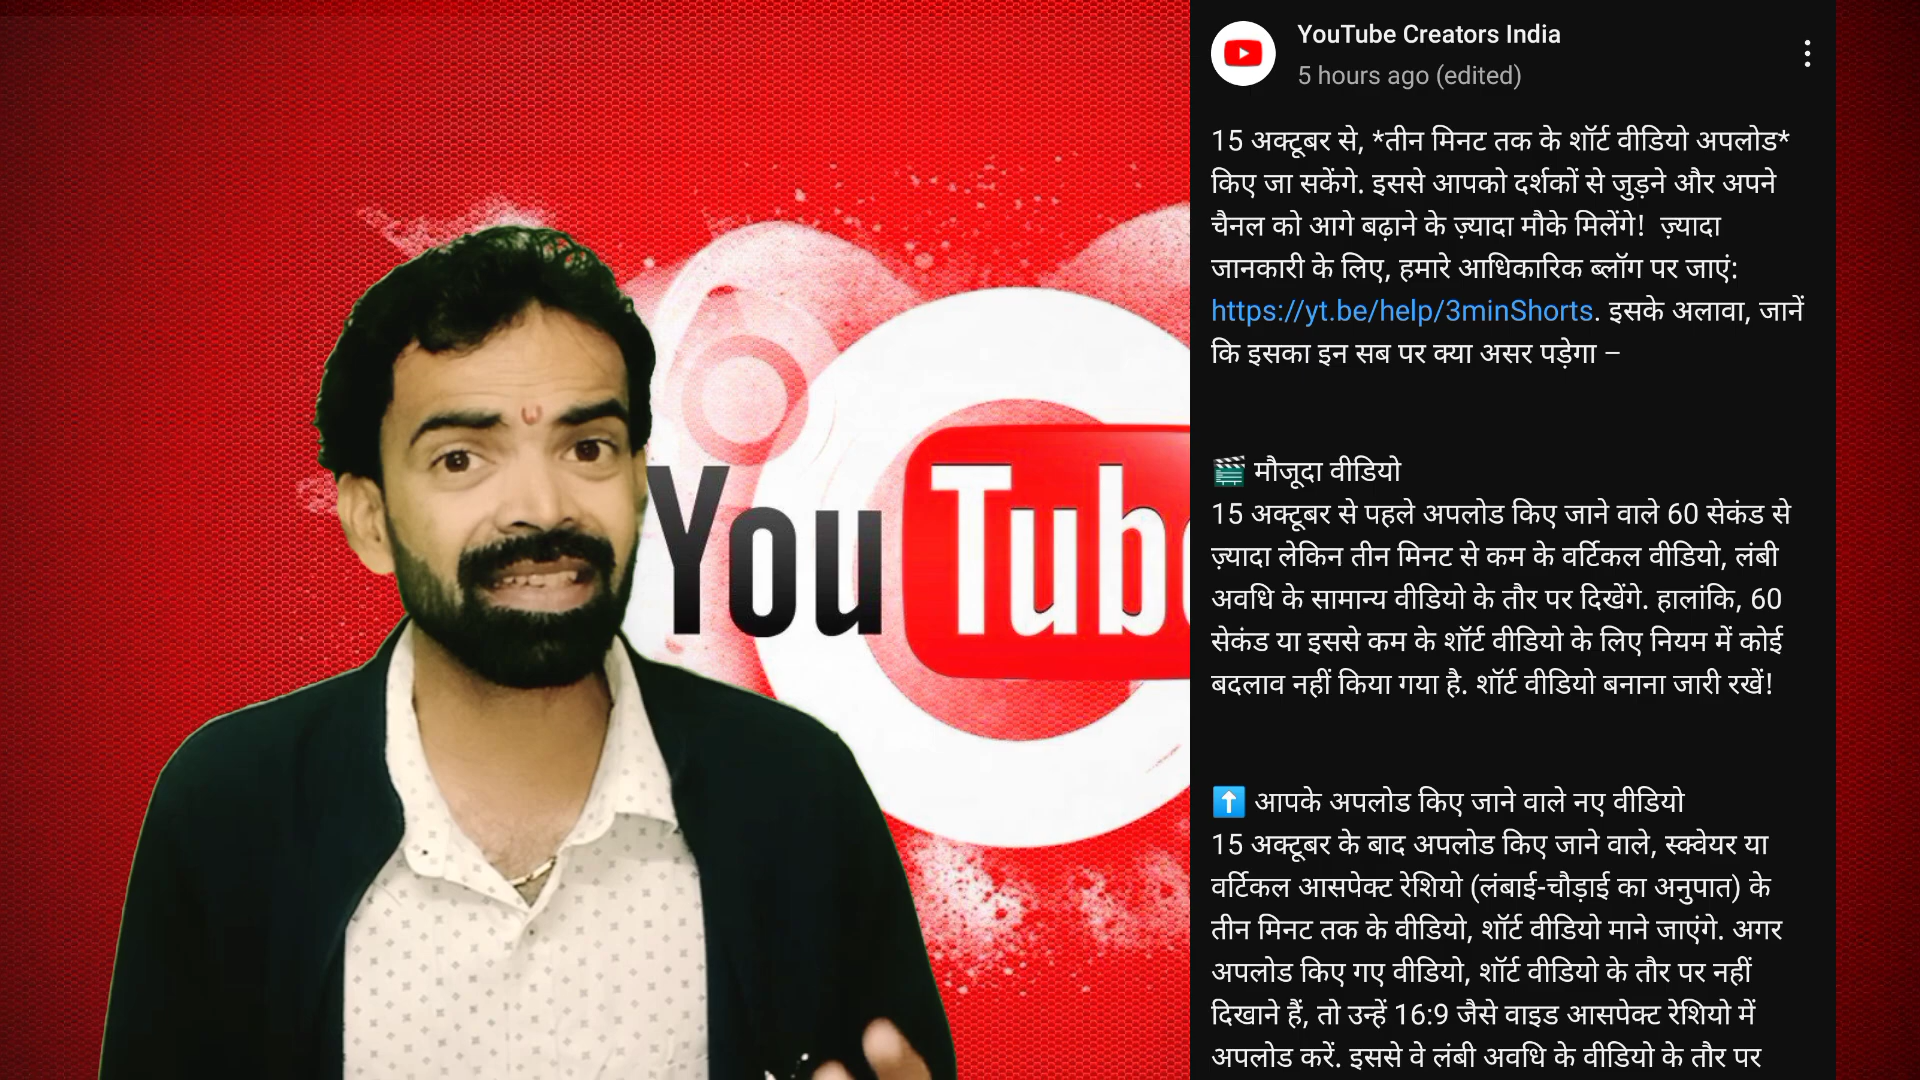 YouTube
YouTube Creators India
5 hours ago (edited)
15 अक्टूबर से, *तीन मिनट तक के शॉर्ट वीडियो अपलोड*
किए जा सकेंगे. इससे आपको दर्शकों से जुड़ने और अपने
चैनल को आगे बढ़ाने के ज़्यादा मौके मिलेंगे! ज़्यादा
जानकारी के लिए, हमारे आधिकारिक ब्लॉग पर जाएं:
https://yt.be/help/3minShorts. इसके अलावा, जानें
कि इसका इन सब पर क्या असर पड़ेगा –
🎬 मौजूदा वीडियो
15 अक्टूबर से पहले अपलोड किए जाने वाले 60 सेकंड से
ज़्यादा लेकिन तीन मिनट से कम के वर्टिकल वीडियो, लंबी
अवधि के सामान्य वीडियो के तौर पर दिखेंगे. हालांकि, 60
सेकंड या इससे कम के शॉर्ट वीडियो के लिए नियम में कोई
बदलाव नहीं किया गया है. शॉर्ट वीडियो बनाना जारी रखें!
⬆️ आपके अपलोड किए जाने वाले नए वीडियो
15 अक्टूबर के बाद अपलोड किए जाने वाले, स्क्वेयर या
वर्टिकल आसपेक्ट रेशियो (लंबाई-चौड़ाई का अनुपात) के
तीन मिनट तक के वीडियो, शॉर्ट वीडियो माने जाएंगे. अगर
अपलोड किए गए वीडियो, शॉर्ट वीडियो के तौर पर नहीं
दिखाने हैं, तो उन्हें 16:9 जैसे वाइड आसपेक्ट रेशियो में
अपलोड करें. इससे वे लंबी अवधि के वीडियो के तौर पर